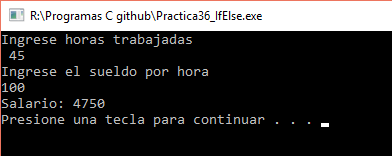 R:\Programas C github\Practica36_IfElse.exe
Ingrese horas trabajadas
45
Ingrese el sueldo por hora
100
Salario: 4750
Presione una tecla para continuar . . .